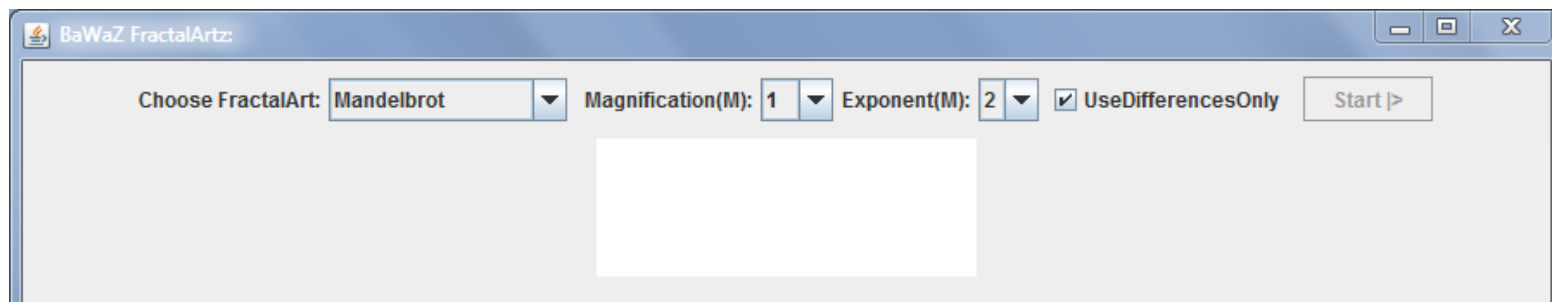 BaWaZ FractalArtz:
Choose FractalArt: Mandelbrot Magnification(M): 1 Exponent(M): 2 UseDifferencesOnly Start |>